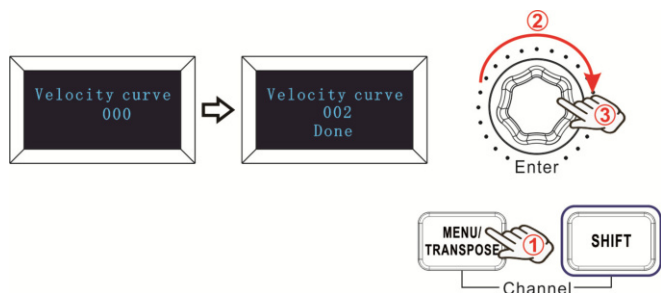 Velocity curve
000
Velocity curve
002
Done
②
③
Enter
MENU/
TRANSPOSE
①
SHIFT
Channel